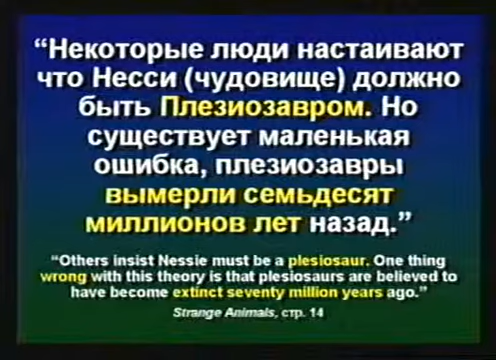 “Некоторые люди настаивают
что Несси (чудовище) должно
быть Плезиозавром. Но
существует маленькая
ошибка, плезиозавры
вымерли семьдесят
миллионов лет назад.”
“Others insist Nessie must be a plesiosaur. One thing
wrong with this theory is that plesiosaurs are believed to
have become extinct seventy million years ago.”
Strange Animals, стр. 14